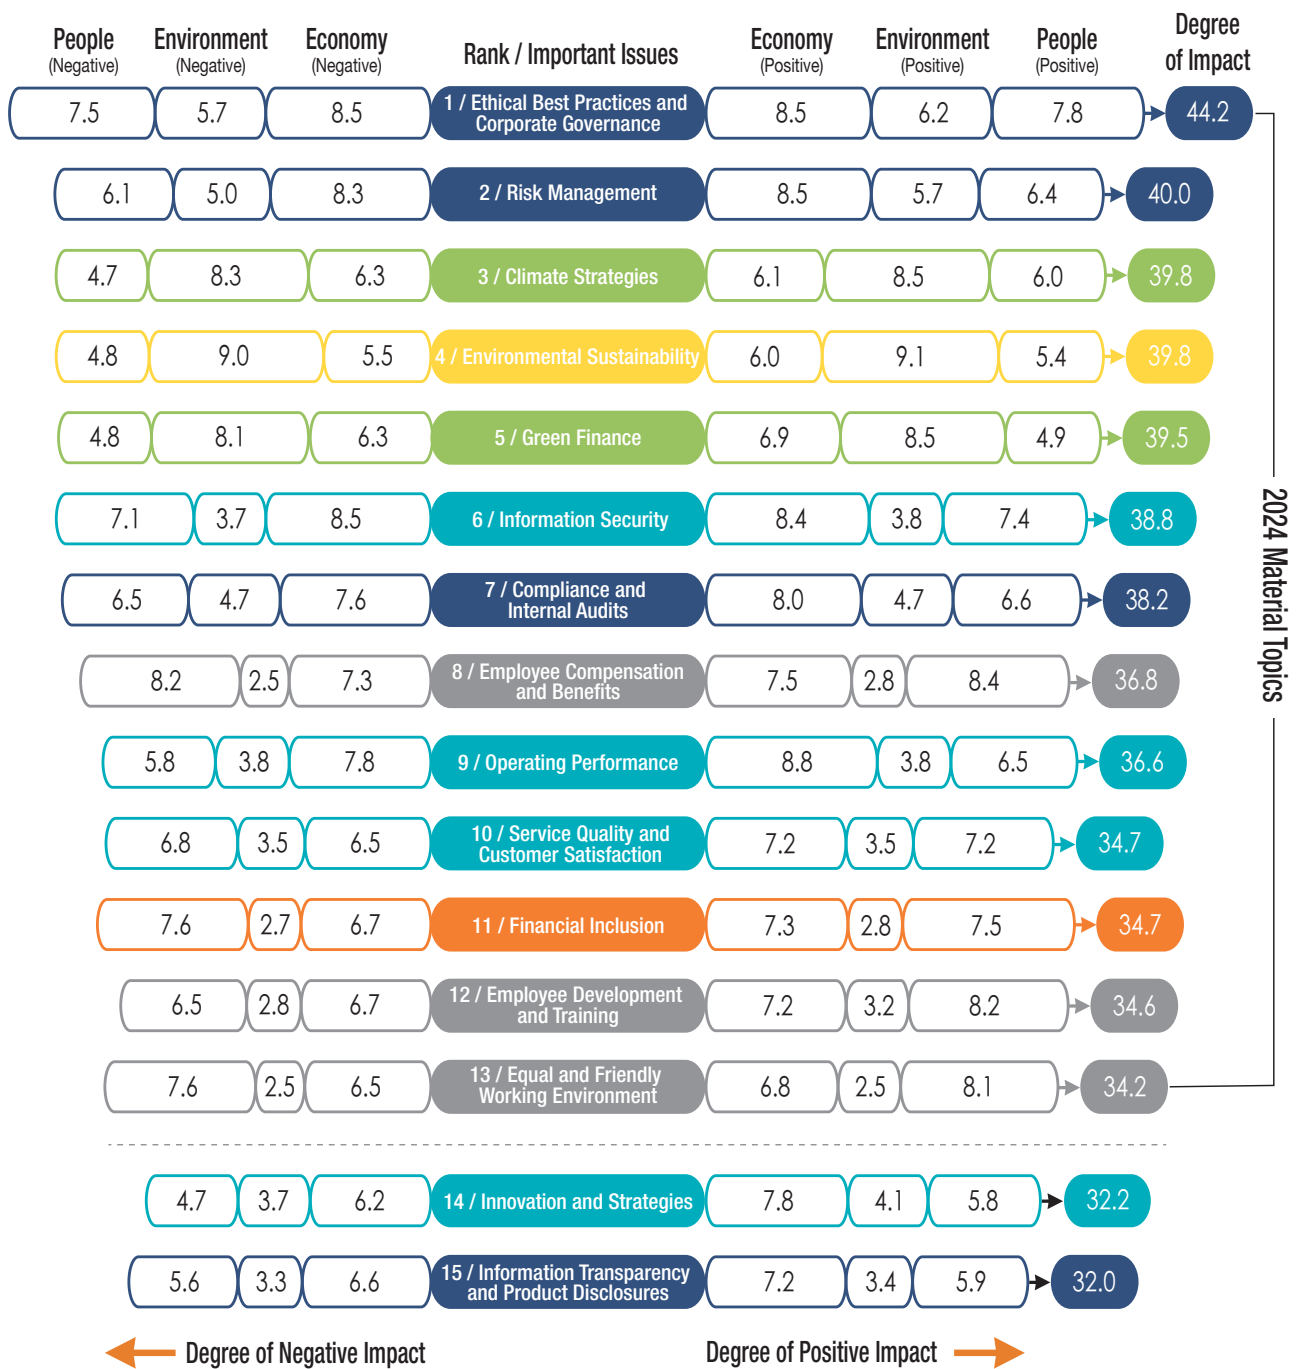 People Environment Economy Rank / Important Issues Economy Environment People Degree of Impact
(Negative) (Negative) (Negative) (Positive) (Positive) (Positive)
7.5 5.7 8.5 1 / Ethical Best Practices and Corporate Governance 8.5 6.2 7.8 44.2
6.1 5.0 8.3 2 / Risk Management 8.5 5.7 6.4 40.0
4.7 8.3 6.3 3 / Climate Strategies 6.1 8.5 6.0 39.8
4.8 9.0 5.5 4 / Environmental Sustainability 6.0 9.1 5.4 39.8
4.8 8.1 6.3 5 / Green Finance 6.9 8.5 4.9 39.5
7.1 3.7 8.5 6 / Information Security 8.4 3.8 7.4 38.8
6.5 4.7 7.6 7 / Compliance and Internal Audits 8.0 4.7 6.6 38.2
8.2 2.5 7.3 8 / Employee Compensation and Benefits 7.5 2.8 8.4 36.8
5.8 3.8 7.8 9 / Operating Performance 8.8 3.8 6.5 36.6
6.8 3.5 6.5 10 / Service Quality and Customer Satisfaction 7.2 3.5 7.2 34.7
7.6 2.7 6.7 11 / Financial Inclusion 7.3 2.8 7.5 34.7
6.5 2.8 6.7 12 / Employee Development and Training 7.2 3.2 8.2 34.6
7.6 2.5 6.5 13 / Equal and Friendly Working Environment 6.8 2.5 8.1 34.2
2024 Material Topics
4.7 3.7 6.2 14 / Innovation and Strategies 7.8 4.1 5.8 32.2
5.6 3.3 6.6 15 / Information Transparency and Product Disclosures 7.2 3.4 5.9 32.0
Degree of Negative Impact Degree of Positive Impact